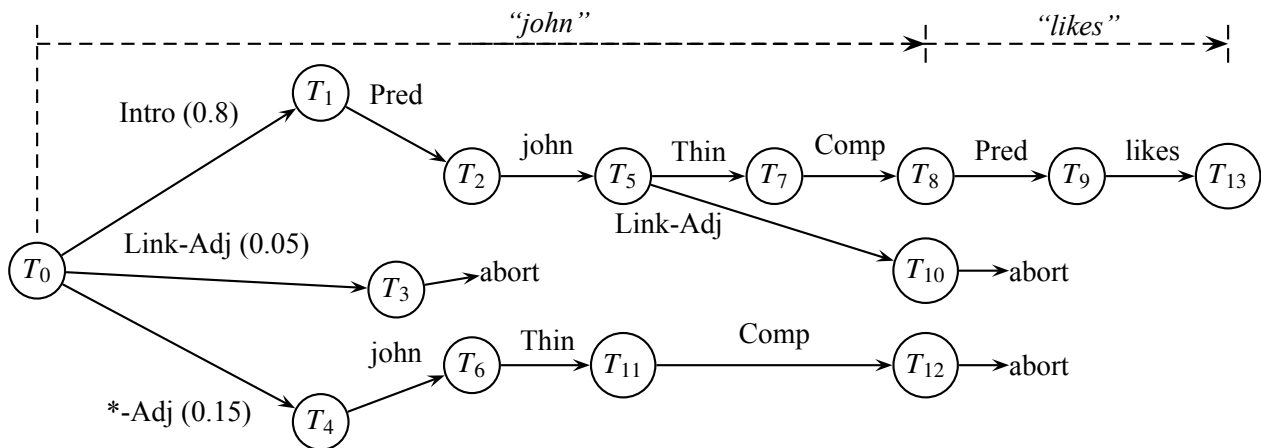 “john” “likes”
T1
Intro (0.8) Pred
john Thin Comp Pred likes
T2 T5 T7 T8 T9 T13
Link-Adj
Link-Adj (0.05)
T0 T3 abort T10 abort
john Thin Comp
T6 T11 T12 abort
*-Adj (0.15) T4